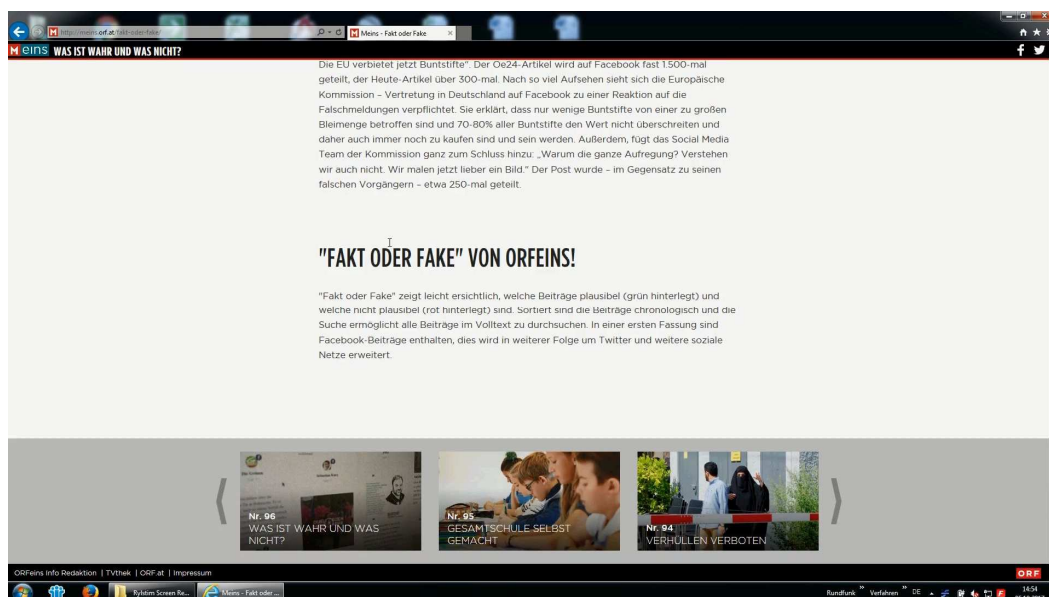 http://meins.orf.at/fakt-oder-fake/
Meins - Fakt oder Fake
M eins WAS IST WAHR UND WAS NICHT?
Die EU verbietet jetzt Buntstifte". Der Oe24-Artikel wird auf Facebook fast 1.500-mal
geteilt, der Heute-Artikel über 300-mal. Nach so viel Aufsehen sieht sich die Europäische
Kommission – Vertretung in Deutschland auf Facebook zu einer Reaktion auf die
Falschmeldungen verpflichtet. Sie erklärt, dass nur wenige Buntstifte von einer zu großen
Bleimenge betroffen sind und 70-80% aller Buntstifte den Wert nicht überschreiten und
daher auch immer noch zu kaufen sind und sein werden. Außerdem, fügt das Social Media
Team der Kommission ganz zum Schluss hinzu: „Warum die ganze Aufregung? Verstehen
wir auch nicht. Wir malen jetzt lieber ein Bild." Der Post wurde – im Gegensatz zu seinen
falschen Vorgängern – etwa 250-mal geteilt.
"FAKT ODER FAKE" VON ORFEINS!
"Fakt oder Fake" zeigt leicht ersichtlich, welche Beiträge plausibel (grün hinterlegt) und
welche nicht plausibel (rot hinterlegt) sind. Sortiert sind die Beiträge chronologisch und die
Suche ermöglicht alle Beiträge im Volltext zu durchsuchen. In einer ersten Fassung sind
Facebook-Beiträge enthalten, dies wird in weiterer Folge um Twitter und weitere soziale
Netze erweitert.
Nr. 96
WAS IST WAHR UND WAS
NICHT?
Nr. 95
GESAMTSCHULE SELBST
GEMACHT
Nr. 94
VERHÜLLEN VERBOTEN
ORFeins Info Redaktion | TVthek | ORF.at | Impressum
ORF
Rylstim Screen Re...
Meins - Fakt oder ...
Rundfunk
Verfahren
DE
14:54